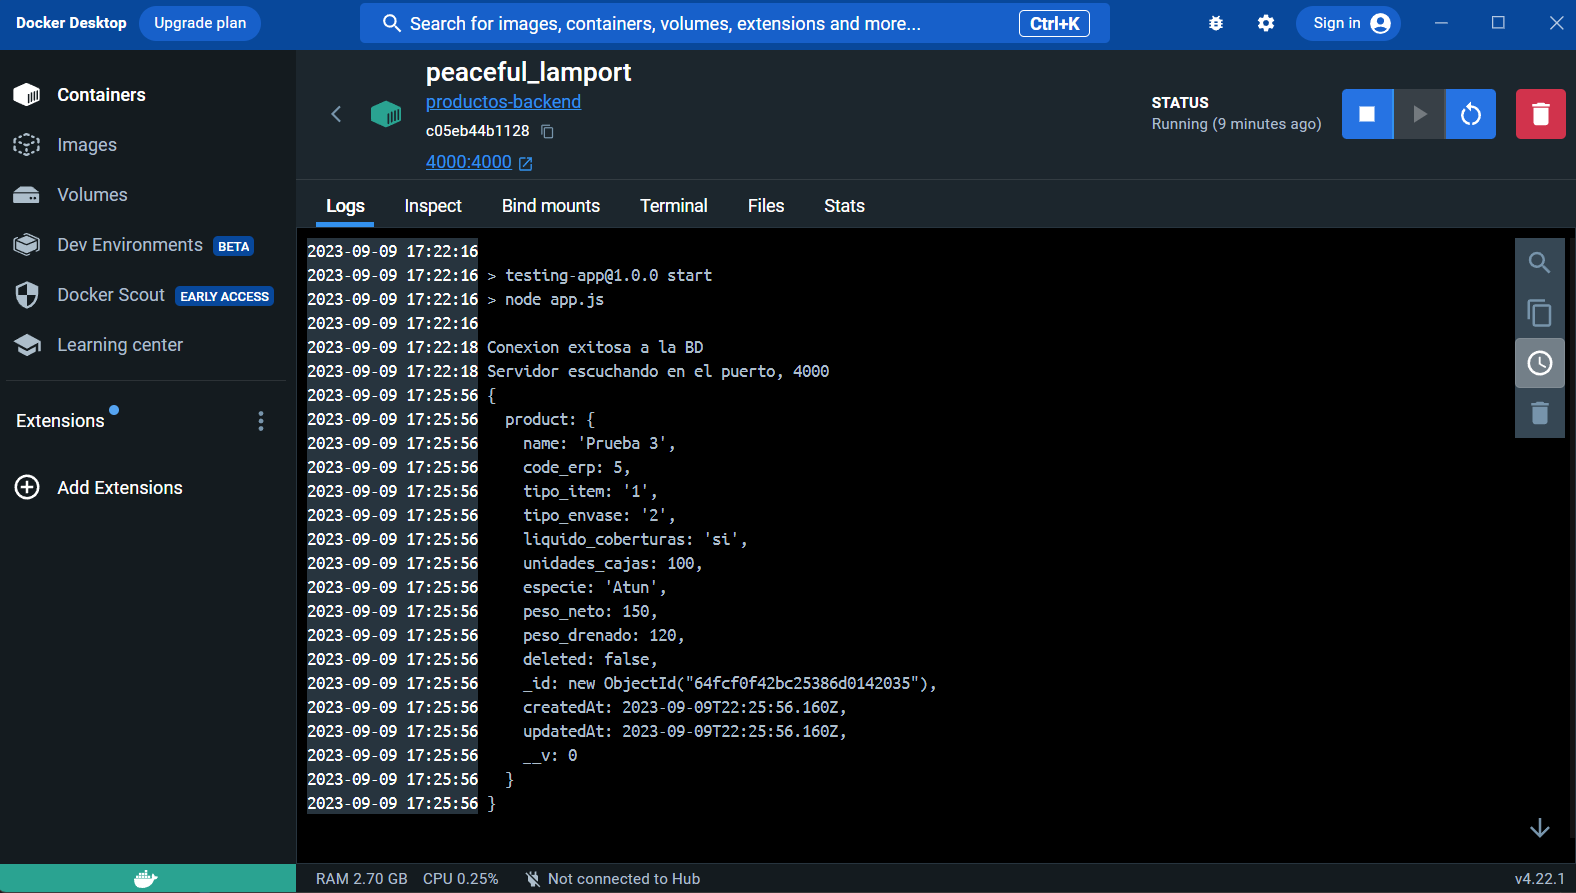 Docker Desktop Upgrade plan Search for images, containers, volumes, extensions and more... Ctrl+K Sign in
Containers
Images
Volumes
Dev Environments BETA
Docker Scout EARLY ACCESS
Learning center
Extensions
Add Extensions
peaceful_lamport
productos-backend
c05eb44b1128
4000:4000
STATUS
Running (9 minutes ago)
Logs Inspect Bind mounts Terminal Files Stats
2023-09-09 17:22:16
2023-09-09 17:22:16 > testing-app@1.0.0 start
2023-09-09 17:22:16 > node app.js
2023-09-09 17:22:16
2023-09-09 17:22:18 Conexion exitosa a la BD
2023-09-09 17:22:18 Servidor escuchando en el puerto, 4000
2023-09-09 17:25:56 {
2023-09-09 17:25:56   product: {
2023-09-09 17:25:56     name: 'Prueba 3',
2023-09-09 17:25:56     code_erp: 5,
2023-09-09 17:25:56     tipo_item: '1',
2023-09-09 17:25:56     tipo_envase: '2',
2023-09-09 17:25:56     liquido_coberturas: 'si',
2023-09-09 17:25:56     unidades_cajas: 100,
2023-09-09 17:25:56     especie: 'Atun',
2023-09-09 17:25:56     peso_neto: 150,
2023-09-09 17:25:56     peso_drenado: 120,
2023-09-09 17:25:56     deleted: false,
2023-09-09 17:25:56     _id: new ObjectId("64fcf0f42bc25386d0142035"),
2023-09-09 17:25:56     createdAt: 2023-09-09T22:25:56.160Z,
2023-09-09 17:25:56     updatedAt: 2023-09-09T22:25:56.160Z,
2023-09-09 17:25:56     __v: 0
2023-09-09 17:25:56   }
2023-09-09 17:25:56 }
RAM 2.70 GB CPU 0.25% Not connected to Hub v4.22.1